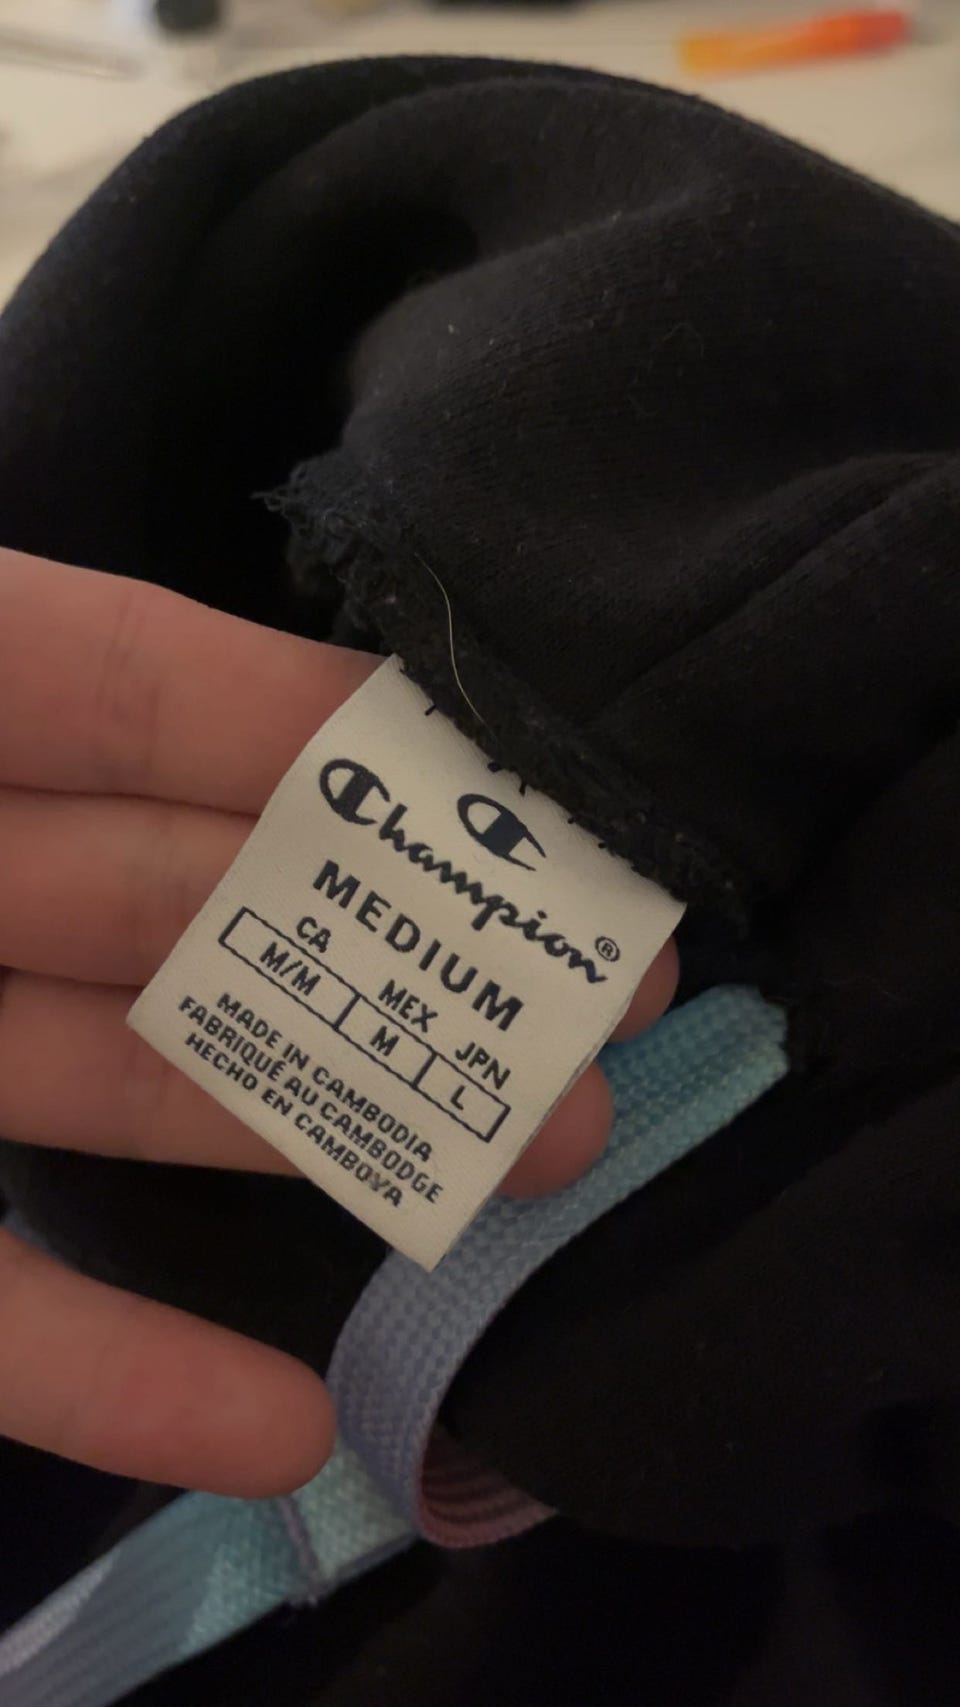 Champion®
MEDIUM
CA MEX JPN
M/M M L
MADE IN CAMBODIA
FABRIQUÉ AU CAMBODGE
HECHO EN CAMBOYA